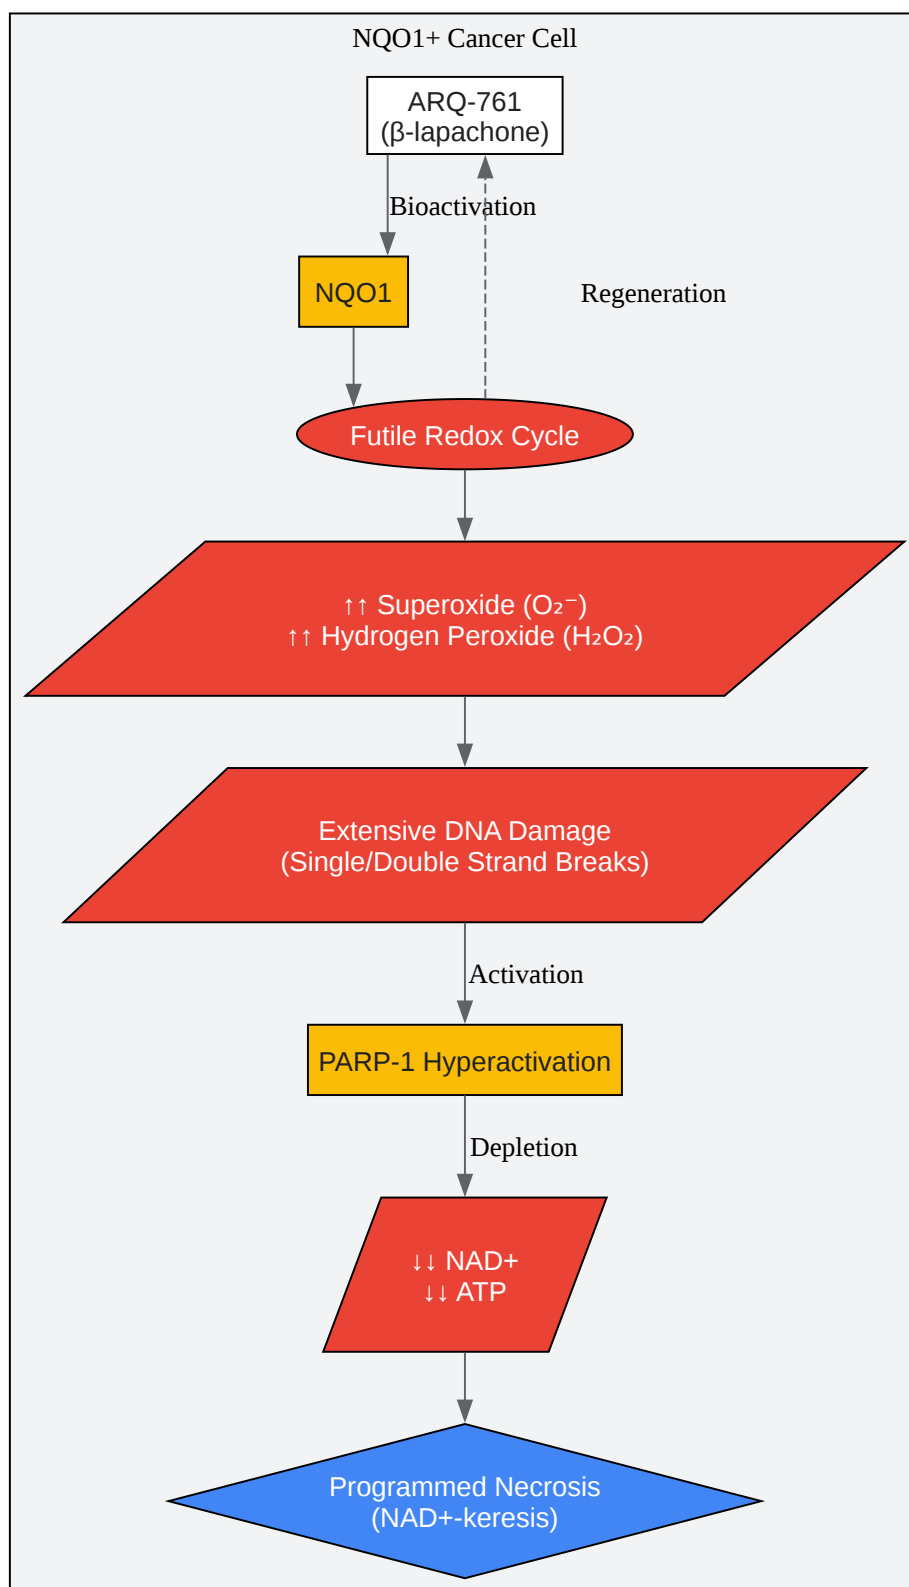 NQO1+ Cancer Cell
ARQ-761
(β-lapachone)
Bioactivation
NQO1
Regeneration
Futile Redox Cycle
↑↑ Superoxide (O₂⁻)
↑↑ Hydrogen Peroxide (H₂O₂)
Extensive DNA Damage
(Single/Double Strand Breaks)
Activation
PARP-1 Hyperactivation
Depletion
↓↓ NAD+
↓↓ ATP
Programmed Necrosis
(NAD+-keresis)